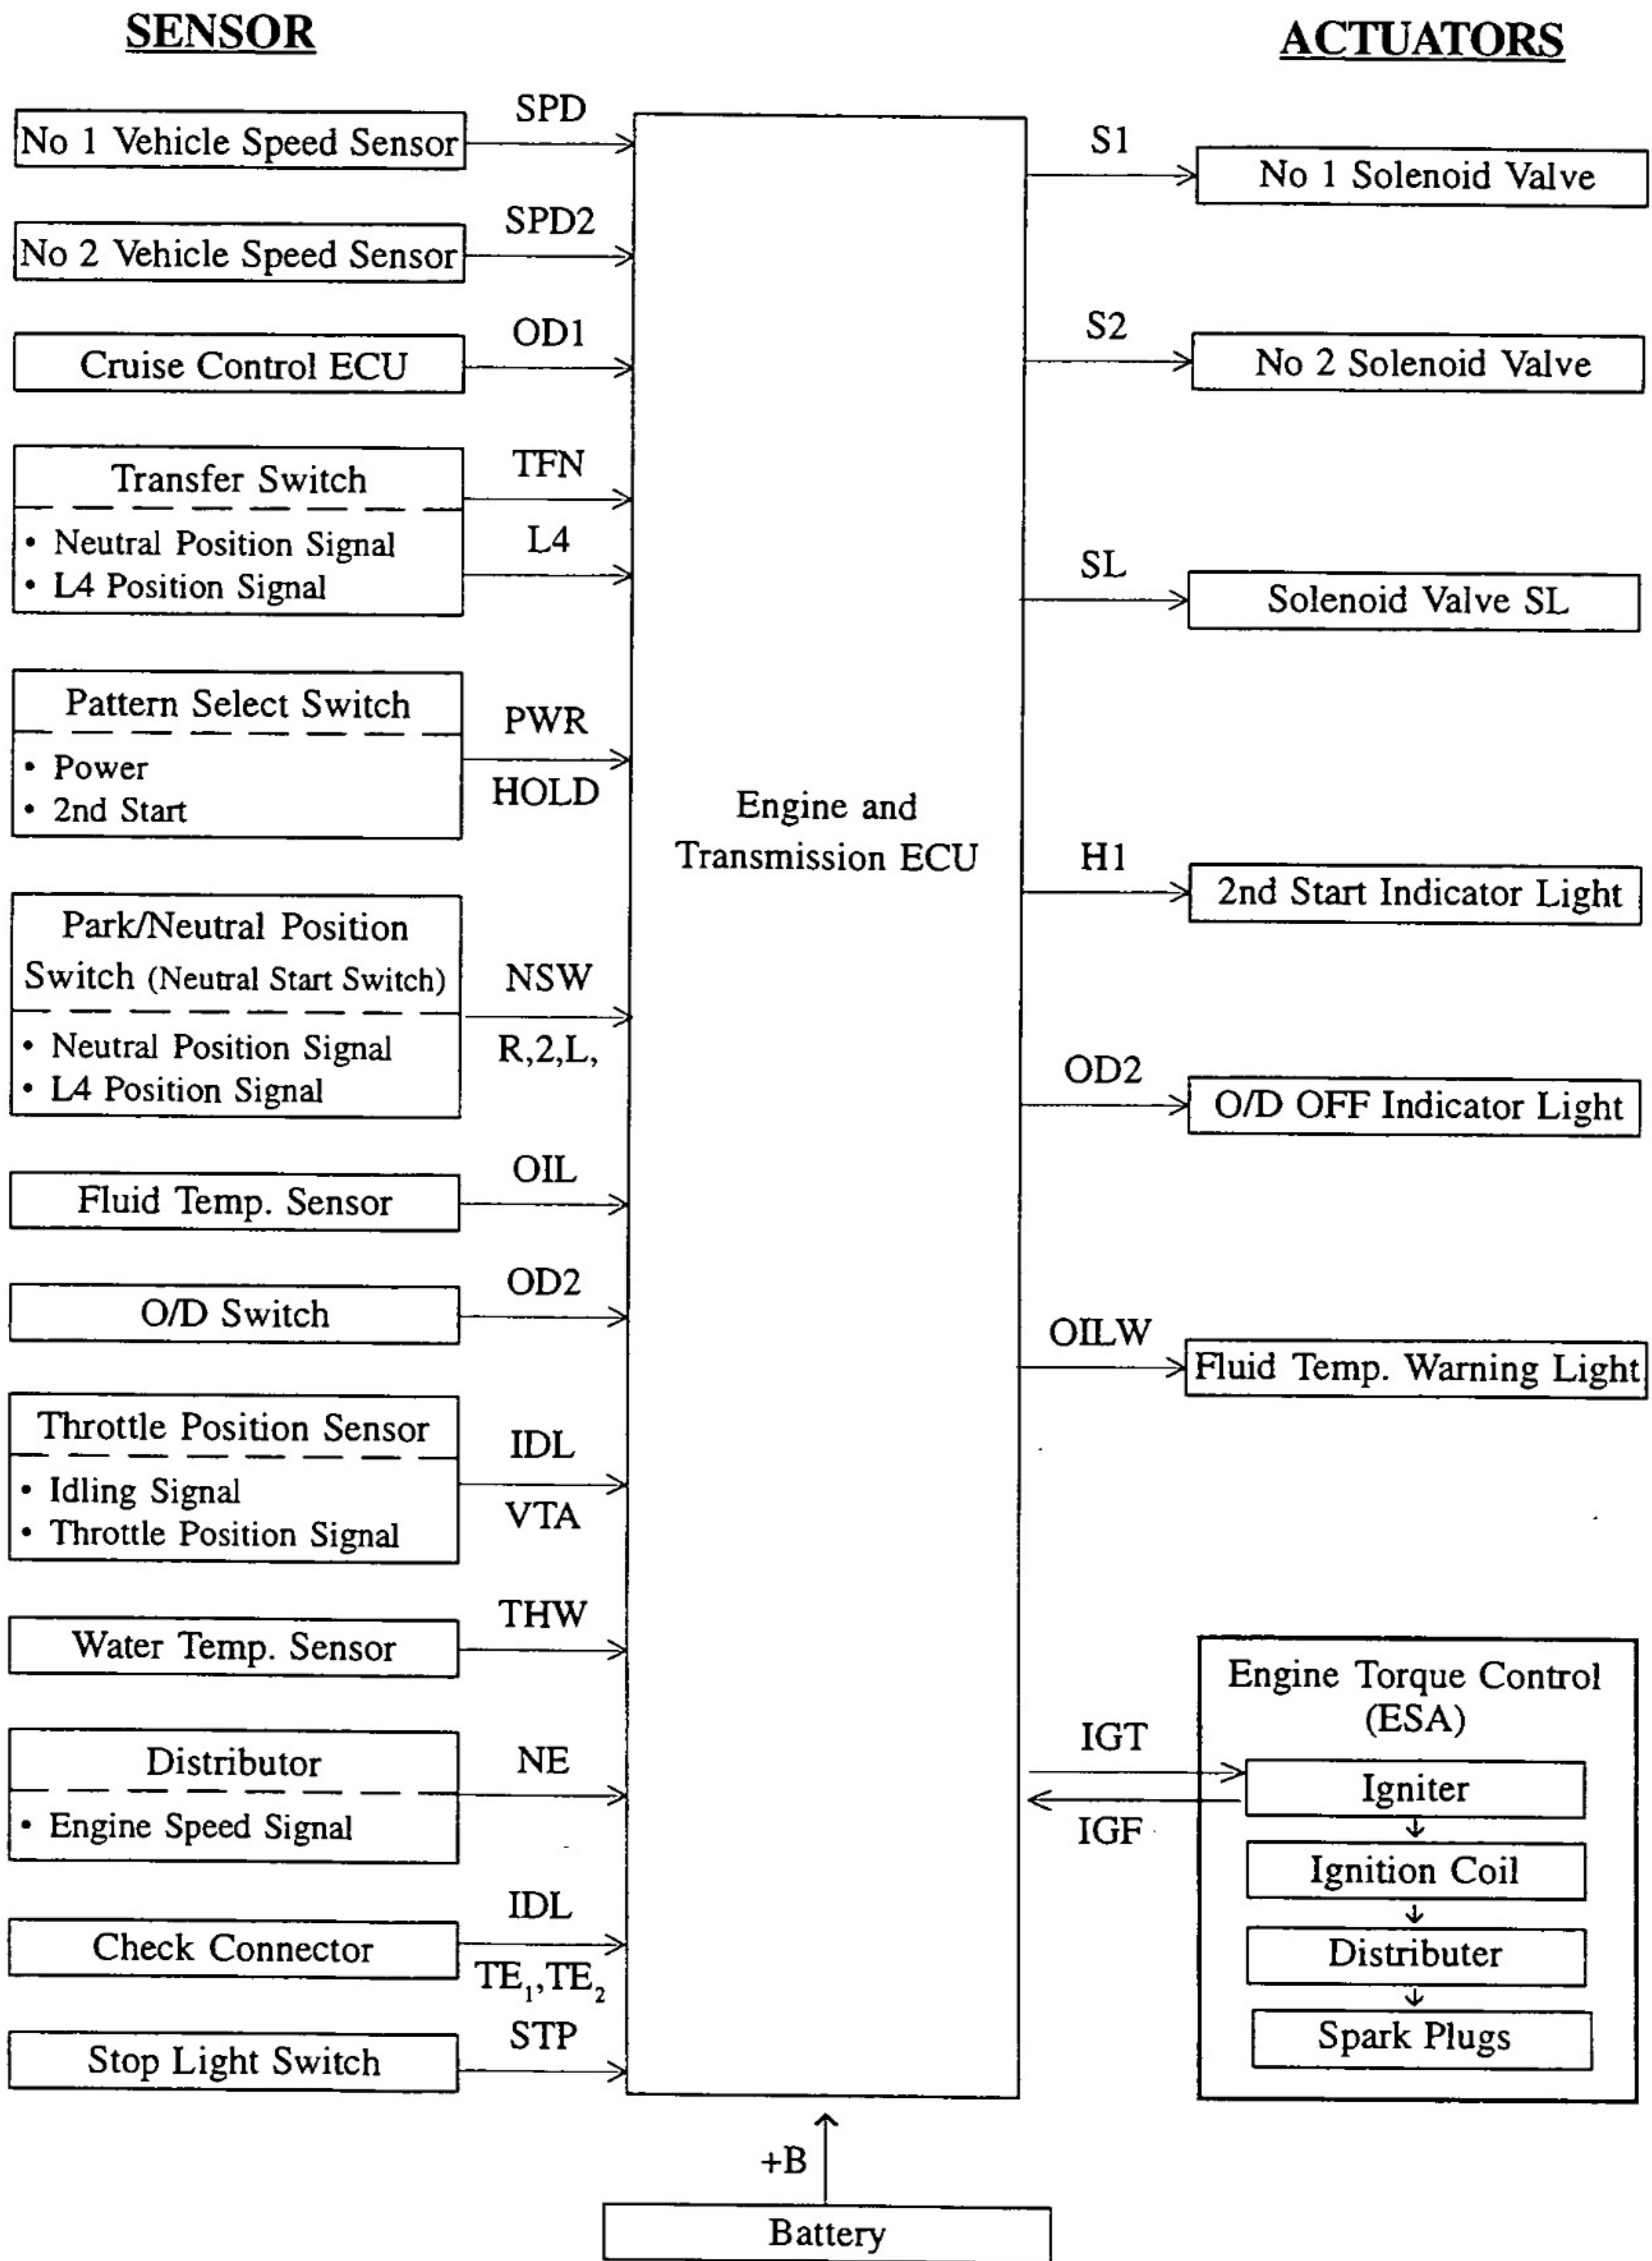 SENSOR
ACTUATORS
No 1 Vehicle Speed Sensor
SPD
No 2 Vehicle Speed Sensor
SPD2
Cruise Control ECU
OD1
Transfer Switch
• Neutral Position Signal
• L4 Position Signal
TFN
L4
Pattern Select Switch
• Power
• 2nd Start
PWR
HOLD
Park/Neutral Position
Switch (Neutral Start Switch)
• Neutral Position Signal
• L4 Position Signal
NSW
R,2,L,
Fluid Temp. Sensor
OIL
O/D Switch
OD2
Throttle Position Sensor
• Idling Signal
• Throttle Position Signal
IDL
VTA
Water Temp. Sensor
THW
Distributor
• Engine Speed Signal
NE
Check Connector
IDL
TE1,TE2
Stop Light Switch
STP
Engine and
Transmission ECU
+B
Battery
S1
No 1 Solenoid Valve
S2
No 2 Solenoid Valve
SL
Solenoid Valve SL
H1
2nd Start Indicator Light
OD2
O/D OFF Indicator Light
OILW
Fluid Temp. Warning Light
Engine Torque Control
(ESA)
IGT
IGF
Igniter
Ignition Coil
Distributer
Spark Plugs